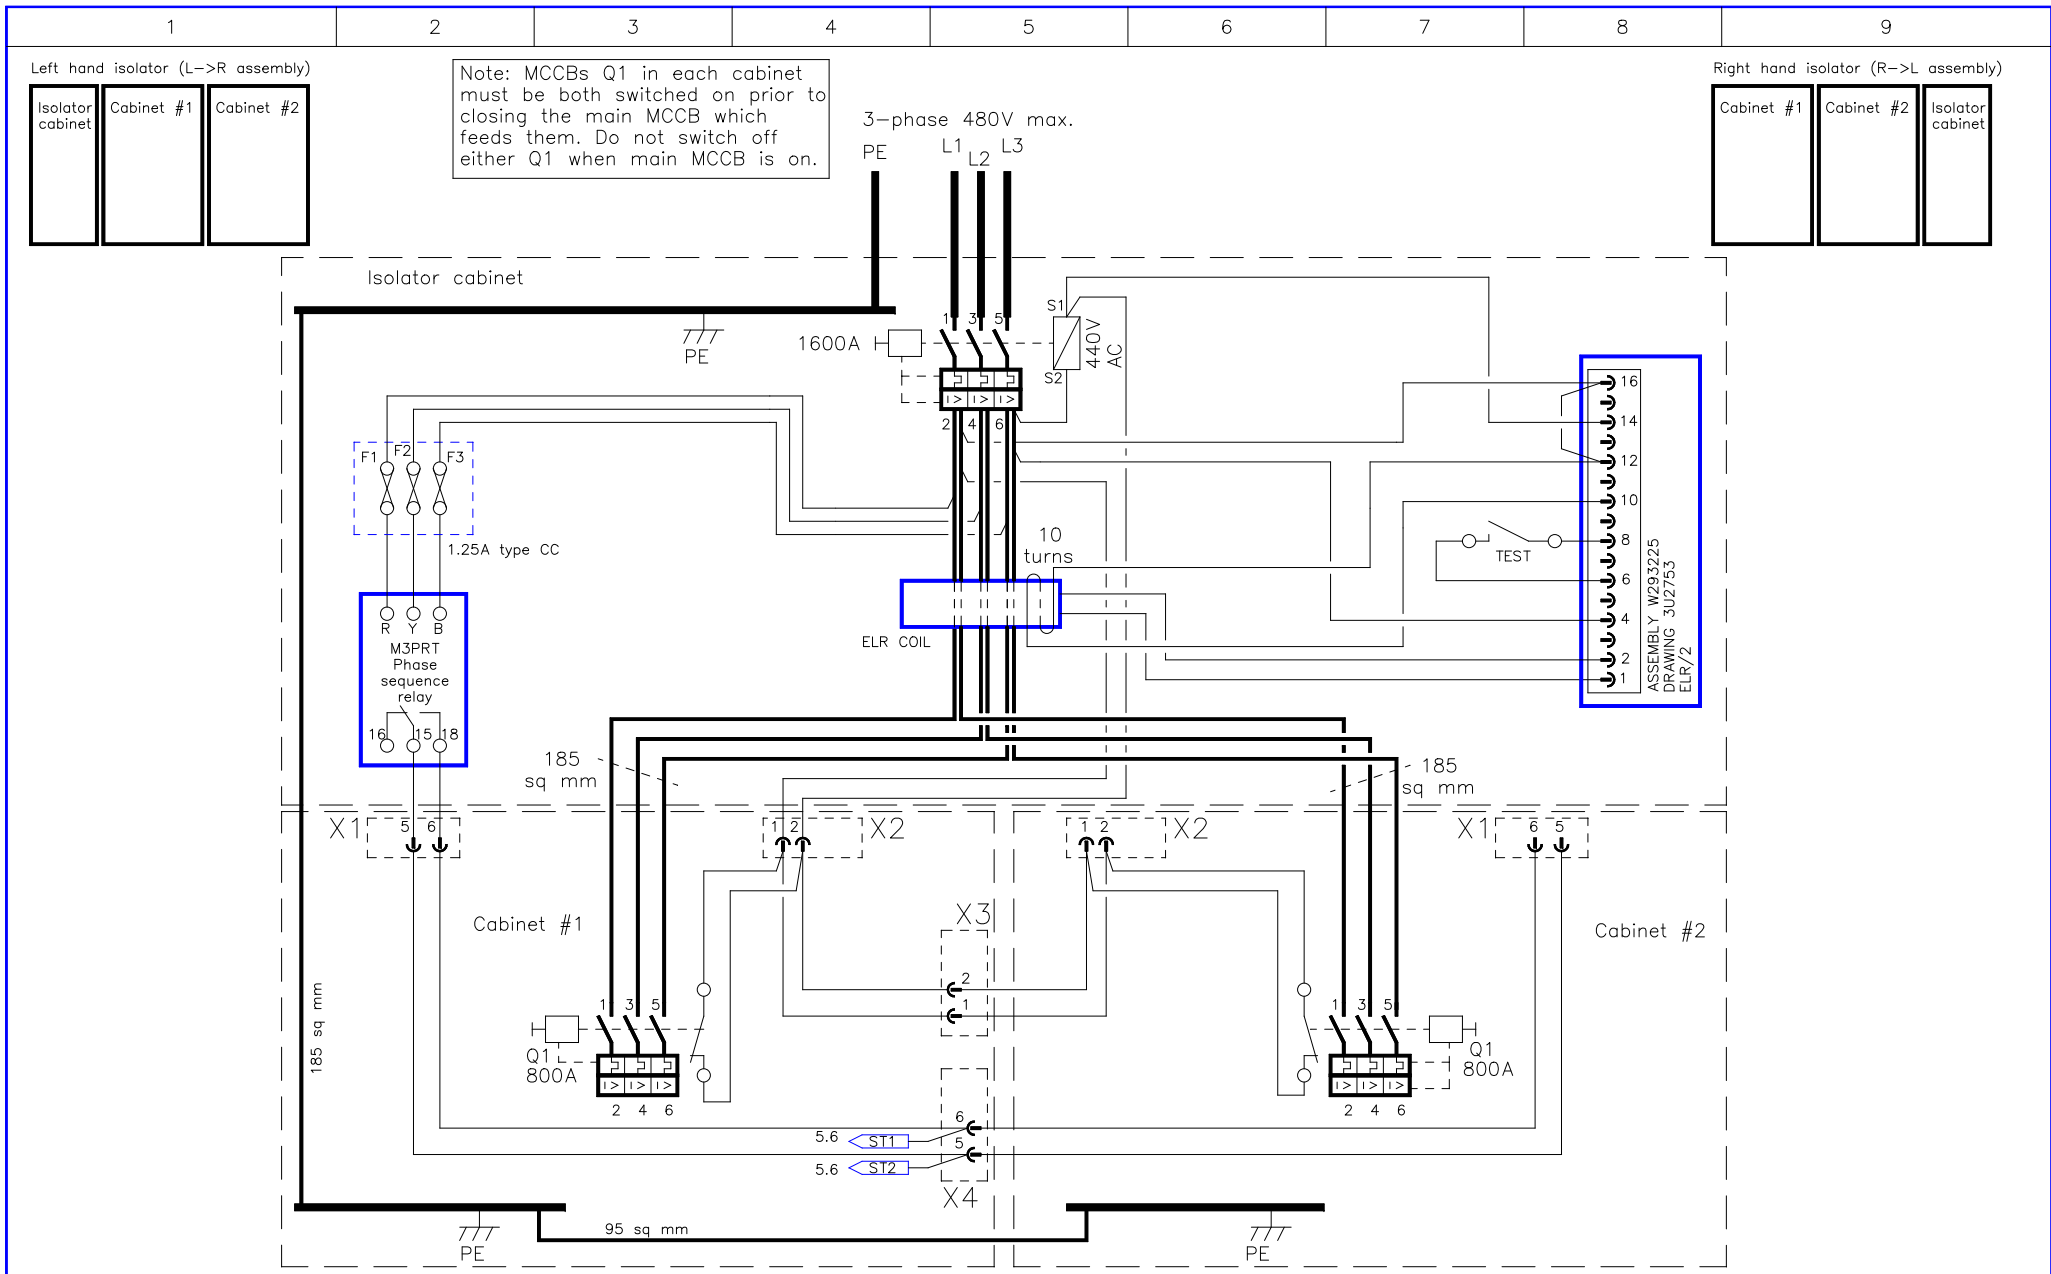 1 2 3 4 5 6 7 8 9
Left hand isolator (L->R assembly)
Isolator
cabinet
Cabinet #1
Cabinet #2
Note: MCCBs Q1 in each cabinet
must be both switched on prior to
closing the main MCCB which
feeds them. Do not switch off
either Q1 when main MCCB is on.
3-phase 480V max.
PE
L1
L2
L3
Right hand isolator (R->L assembly)
Cabinet #1
Cabinet #2
Isolator
cabinet
Isolator cabinet
PE
1600A
1 3 5
I> I> I>
2 4 6
S1
S2
440V
AC
F1
F2
F3
1.25A type CC
R Y B
M3PRT
Phase
sequence
relay
16 15 18
10
turns
ELR COIL
TEST
16
14
12
10
8
6
4
2
1
ASSEMBLY W293225
DRAWING 3U2753
ELR/2
185
sq mm
185
sq mm
X1
5 6
1 2
X2
1 2
X2
X1
6 5
Cabinet #1
Cabinet #2
X3
2
1
185 sq mm
1 3 5
Q1
800A
I> I> I>
2 4 6
1 3 5
Q1
800A
I> I> I>
2 4 6
5.6 ST1
6
5.6 ST2
5
X4
95 sq mm
PE
PE